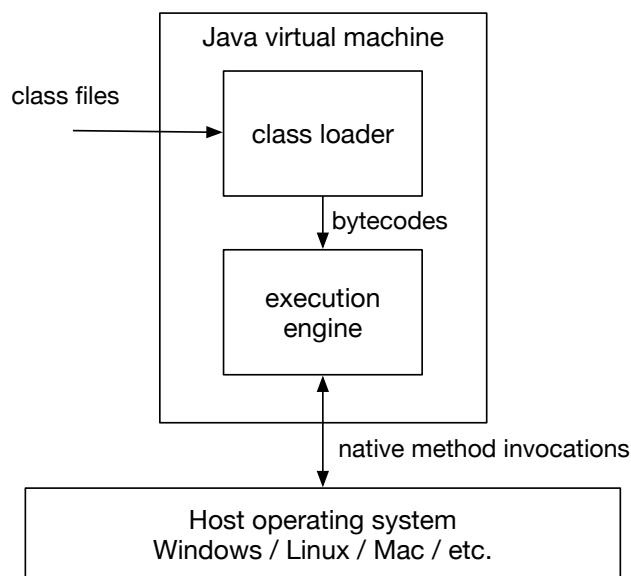 Java virtual machine
class files
class loader
bytecodes
execution
engine
native method invocations
Host operating system
Windows / Linux / Mac / etc.